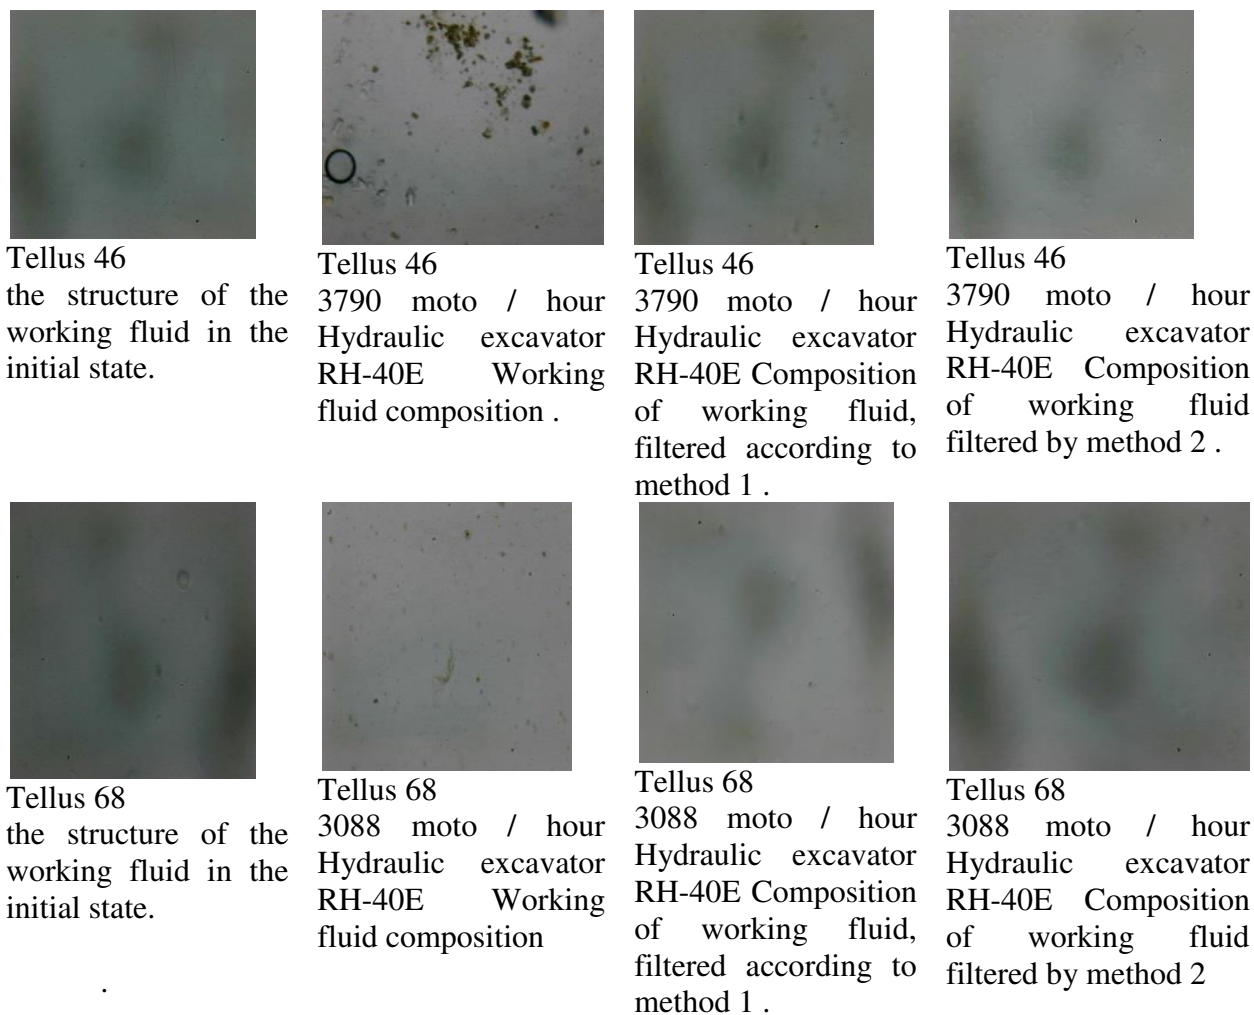 Tellus 46
the structure of the
working fluid in the
initial state.
Tellus 46
3790 moto / hour
Hydraulic excavator
RH-40E Working
fluid composition .
Tellus 46
3790 moto / hour
Hydraulic excavator
RH-40E Composition
of working fluid,
filtered according to
method 1 .
Tellus 46
3790 moto / hour
Hydraulic excavator
RH-40E Composition
of working fluid
filtered by method 2 .
Tellus 68
the structure of the
working fluid in the
initial state.
.
Tellus 68
3088 moto / hour
Hydraulic excavator
RH-40E Working
fluid composition
Tellus 68
3088 moto / hour
Hydraulic excavator
RH-40E Composition
of working fluid,
filtered according to
method 1 .
Tellus 68
3088 moto / hour
Hydraulic excavator
RH-40E Composition
of working fluid
filtered by method 2